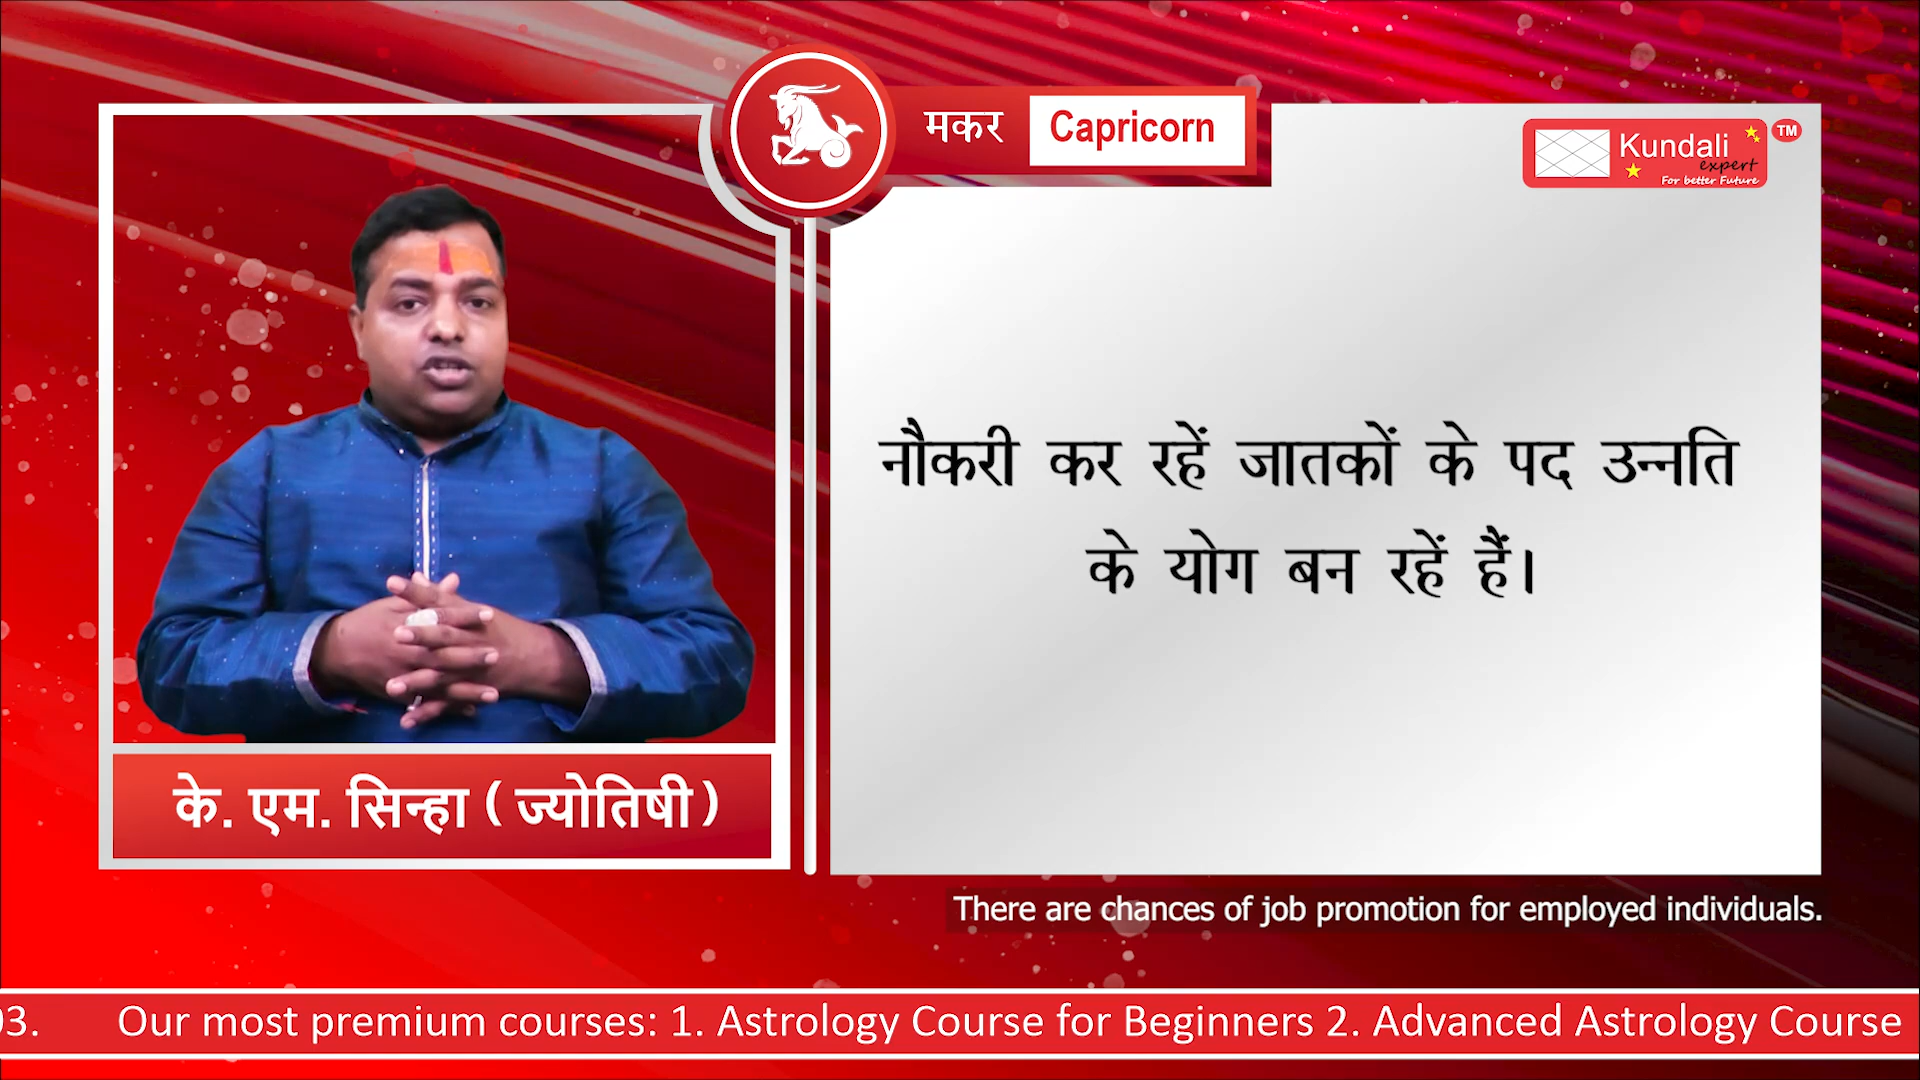 मकर
Capricorn
Kundali
expert
For better Future
TM
नौकरी कर रहें जातकों के पद उन्नति
के योग बन रहें हैं।
के. एम. सिन्हा ( ज्योतिषी )
There are chances of job promotion for employed individuals.
03. Our most premium courses: 1. Astrology Course for Beginners 2. Advanced Astrology Course